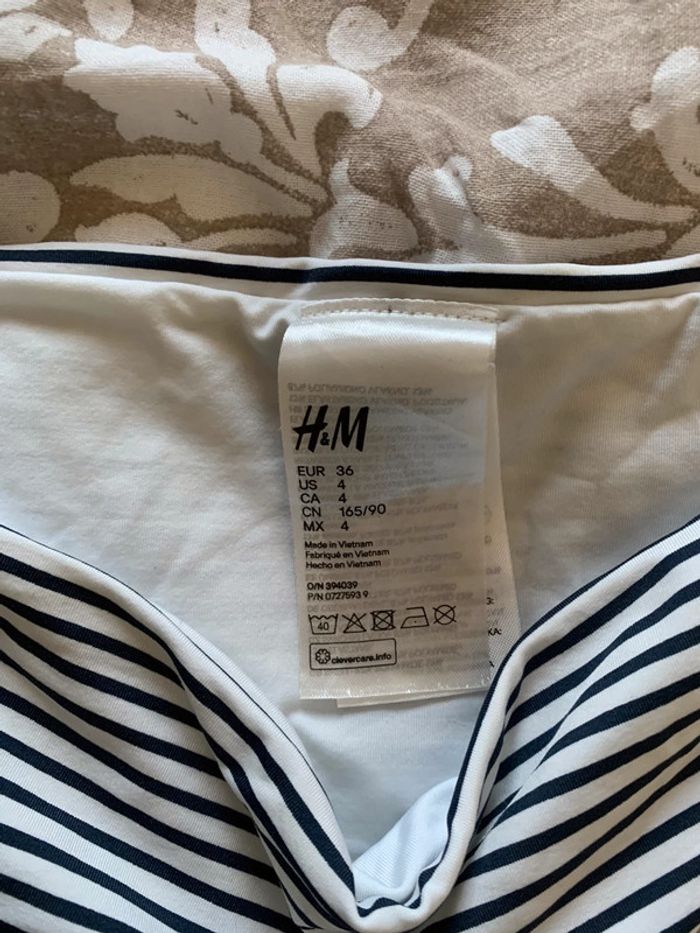 H&M
EUR 36
US 4
CA 4
CN 165/90
MX 4
Made in Vietnam
Fabriqué en Vietnam
Hecho en Vietnam
O/N 394039
P/N 0727593 9
40
clevercare.info
G:
KA: